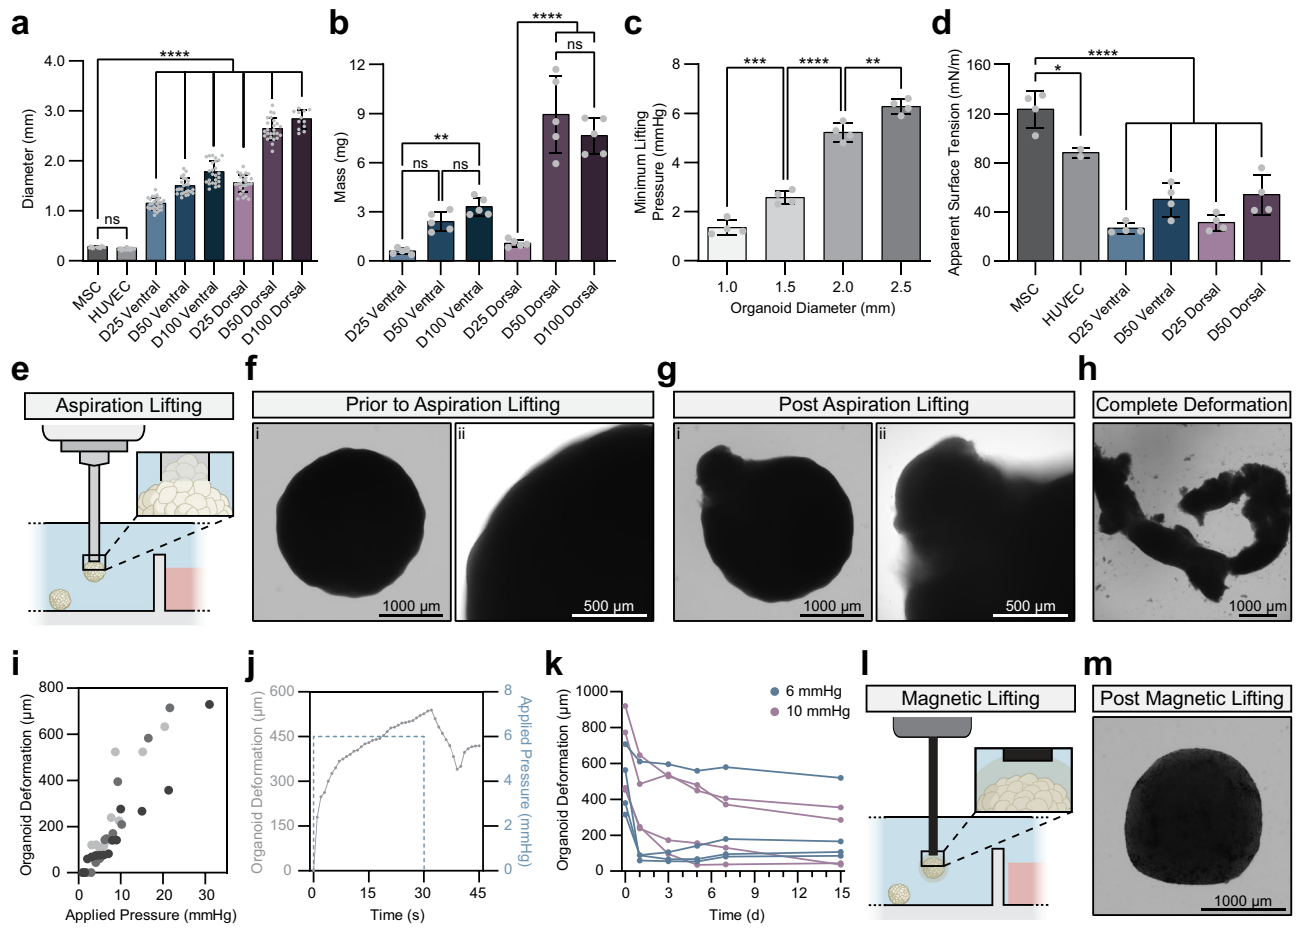 a
Diameter (mm)
4.0
3.0
2.0
1.0
0
****
ns
MSC
HUVEC
D25 Ventral
D50 Ventral
D100 Ventral
D25 Dorsal
D50 Dorsal
D100 Dorsal
b
Mass (mg)
12
9
6
3
0
****
ns
**
ns
ns
D25 Ventral
D50 Ventral
D100 Ventral
D25 Dorsal
D50 Dorsal
D100 Dorsal
c
Minimum Lifting
Pressure (mmHg)
8
6
4
2
0
***
****
**
1.0
1.5
2.0
2.5
Organoid Diameter (mm)
d
Apparent Surface Tension (mN/m)
160
120
80
40
0
****
*
MSC
HUVEC
D25 Ventral
D50 Ventral
D25 Dorsal
D50 Dorsal
e
Aspiration Lifting
f
Prior to Aspiration Lifting
i
1000 µm
ii
500 µm
g
Post Aspiration Lifting
i
1000 µm
ii
500 µm
h
Complete Deformation
1000 µm
i
Organoid Deformation (µm)
800
600
400
200
0
0
10
20
30
Applied Pressure (mmHg)
j
Organoid Deformation (µm)
600
450
300
150
0
0
15
30
45
Time (s)
8
6
4
2
0
Applied Pressure
(mmHg)
k
Organoid Deformation (µm)
1000
800
600
400
200
0
6 mmHg
10 mmHg
0
3
6
9
12
15
Time (d)
l
Magnetic Lifting
m
Post Magnetic Lifting
1000 µm